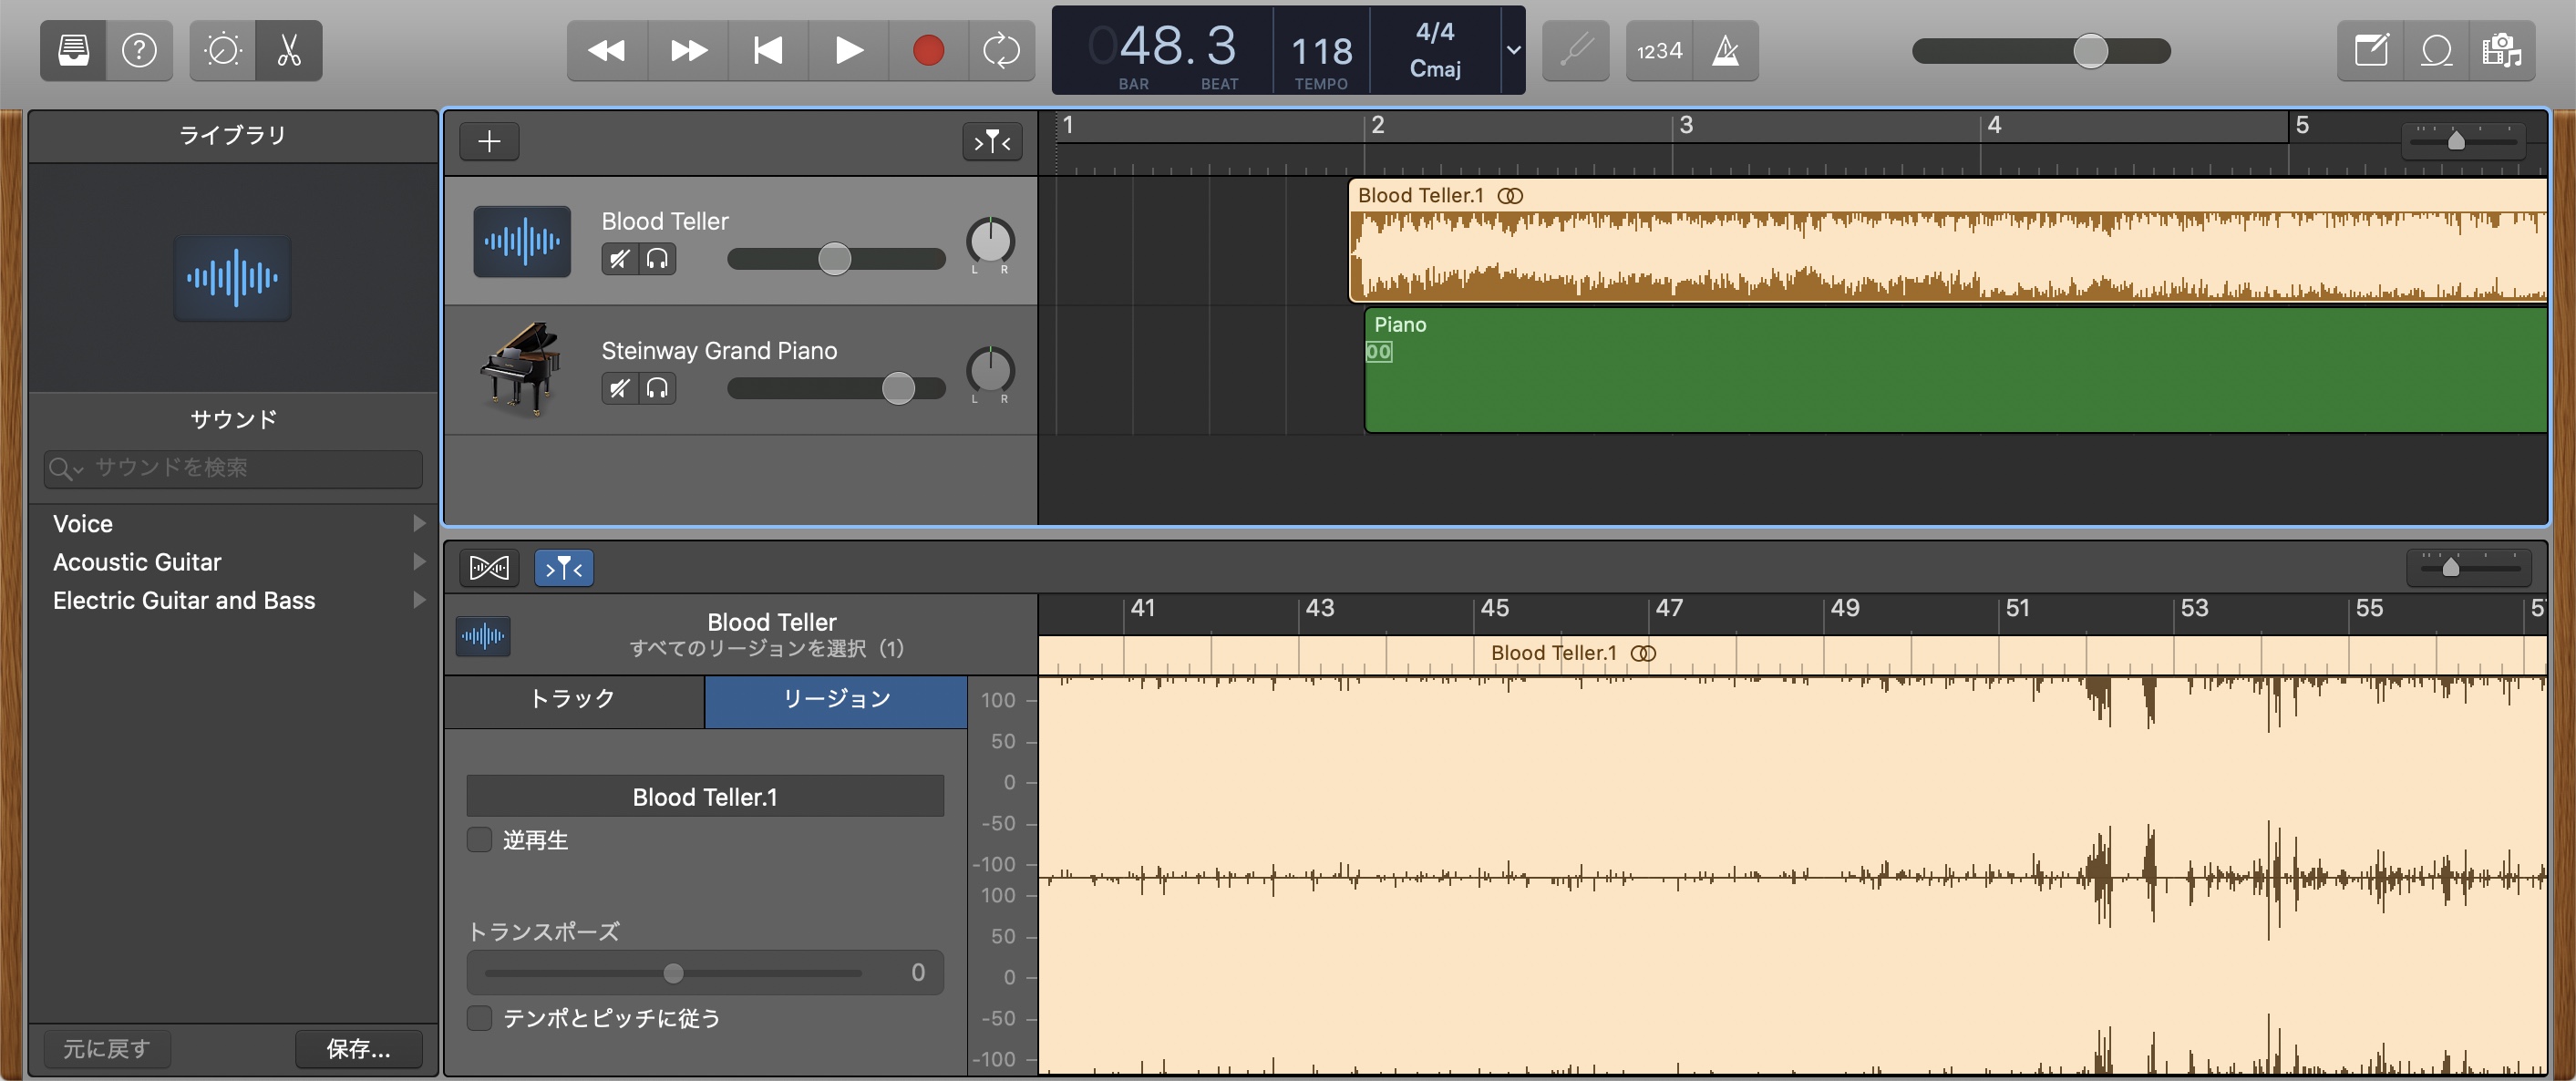 048.3
BAR
BEAT
118
TEMPO
4/4
Cmaj
1234
ライブラリ
サウンド
サウンドを検索
Voice
Acoustic Guitar
Electric Guitar and Bass
元に戻す
保存...
1 2 3 4 5
Blood Teller
L R
Blood Teller.1
Steinway Grand Piano
L R
Piano
00
41 43 45 47 49 51 53 55
Blood Teller
すべてのリージョンを選択（1）
Blood Teller.1
トラック
リージョン
Blood Teller.1
逆再生
トランスポーズ
0
テンポとピッチに従う
100
50
0
-50
-100
100
50
0
-50
-100